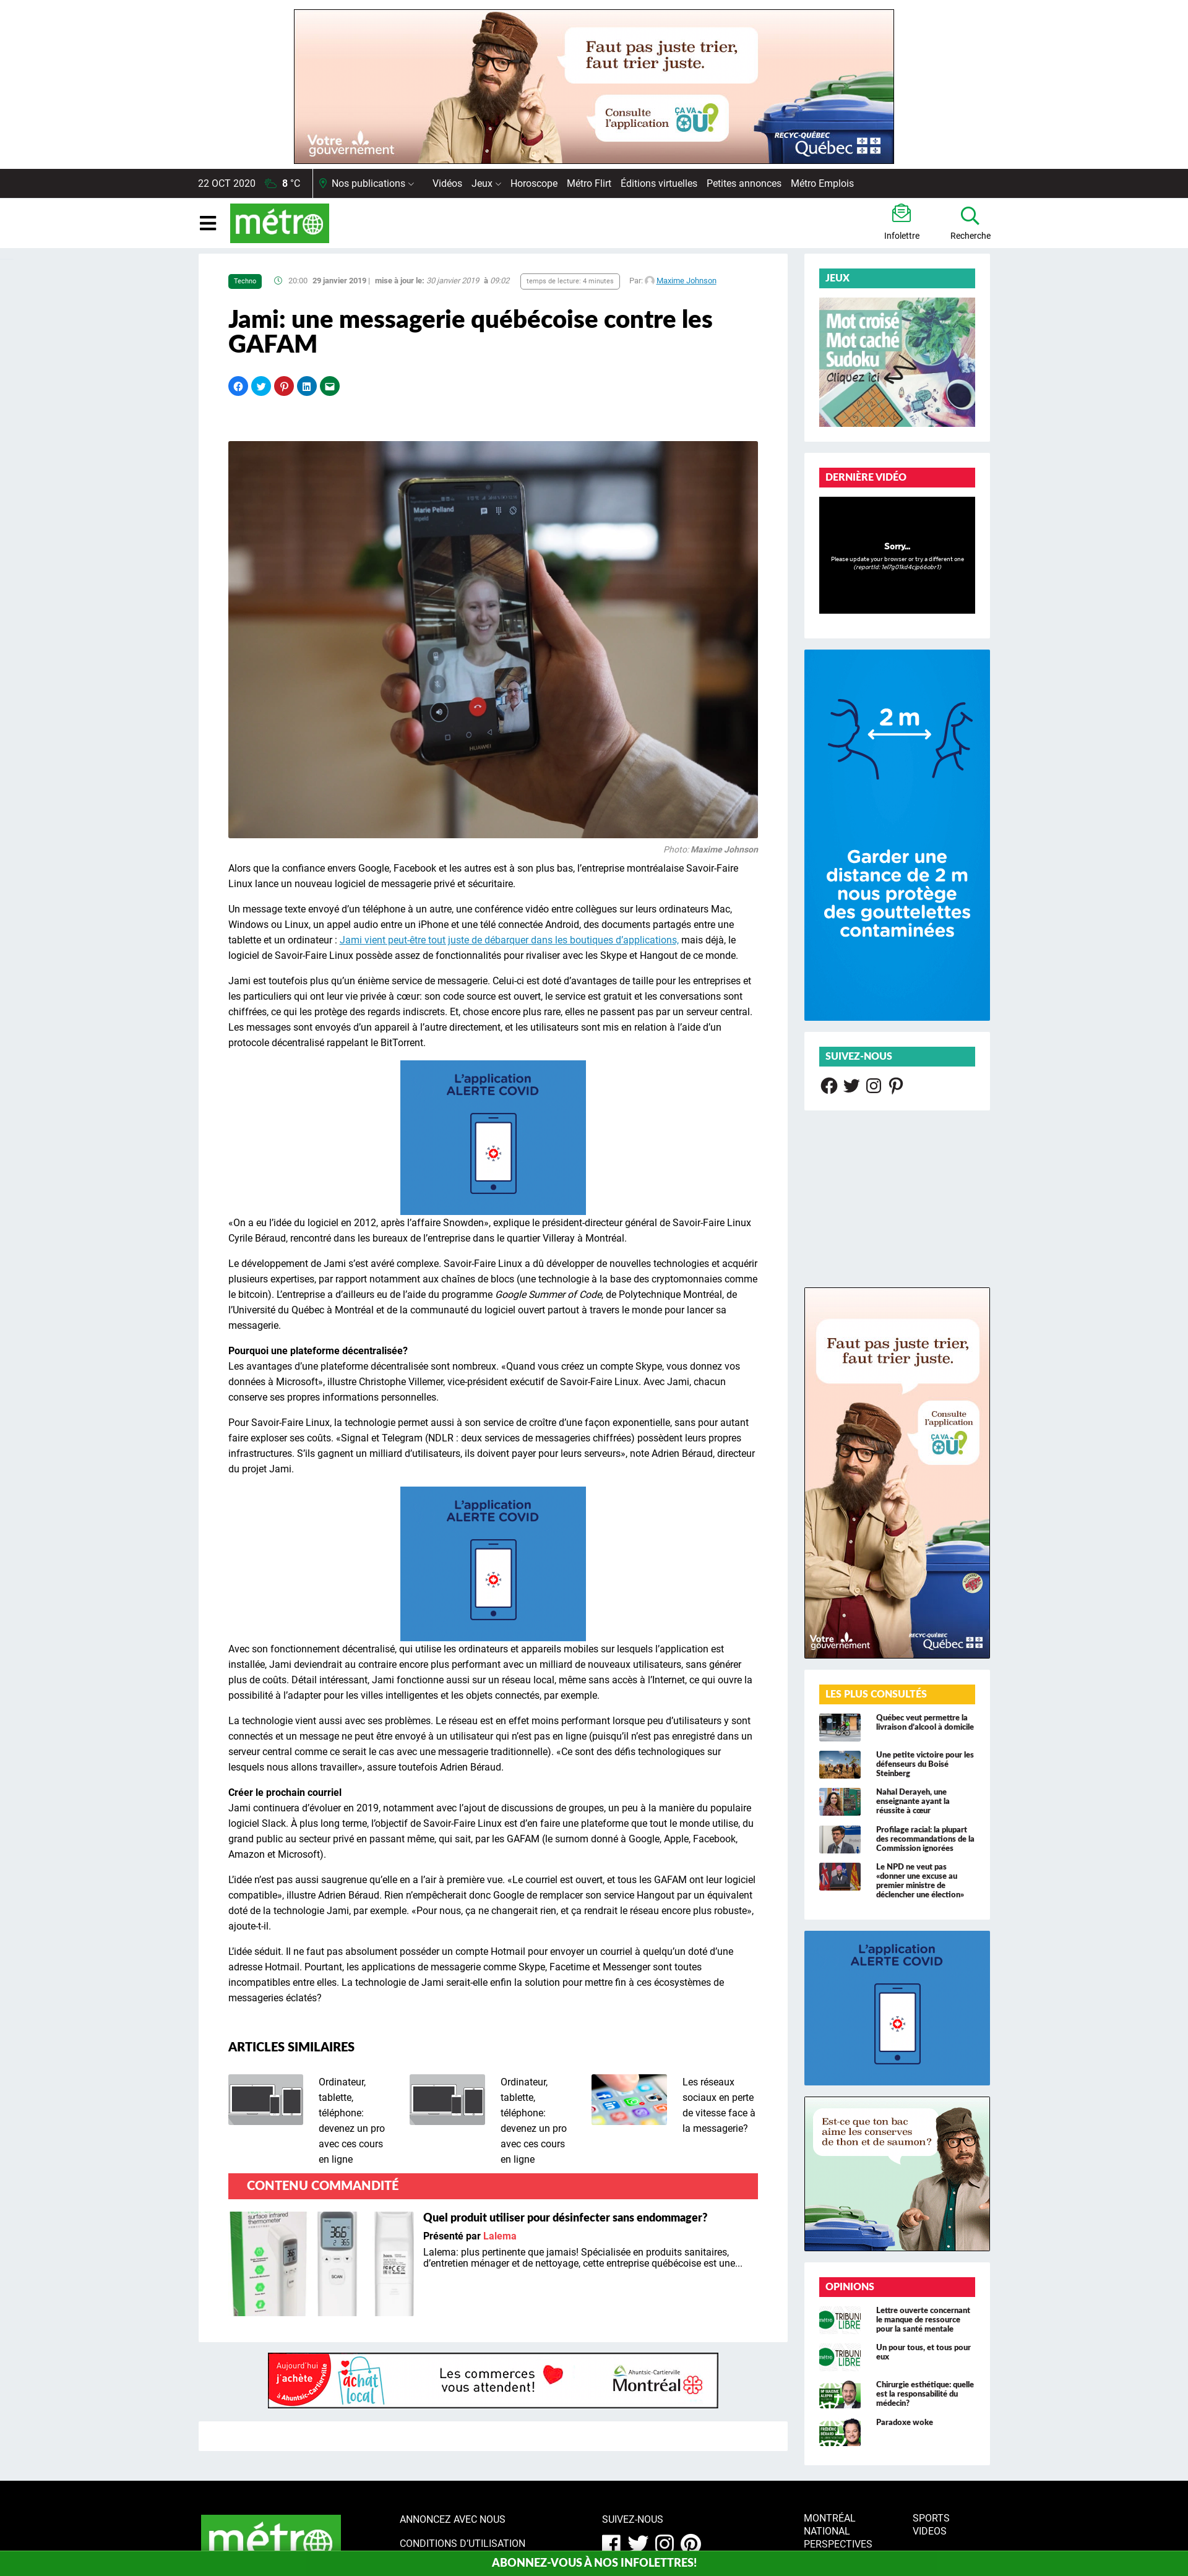 Faut pas juste trier,
faut trier juste.
Consulte
l'application
ÇA VA
OÙ?
Votre
gouvernement
RECYC-QUÉBEC
Québec
22 OCT 2020 8 °C Nos publications Vidéos Jeux Horoscope Métro Flirt Éditions virtuelles Petites annonces Métro Emplois
métro
Infolettre
Recherche
Techno 20:00 29 janvier 2019 | mise à jour le: 30 janvier 2019 à 09:02 temps de lecture: 4 minutes Par: Maxime Johnson
Jami: une messagerie québécoise contre les
GAFAM
Marie Pelland
HUAWEI
Photo: Maxime Johnson
Alors que la confiance envers Google, Facebook et les autres est à son plus bas, l’entreprise montréalaise Savoir-Faire
Linux lance un nouveau logiciel de messagerie privé et sécuritaire.
Un message texte envoyé d’un téléphone à un autre, une conférence vidéo entre collègues sur leurs ordinateurs Mac,
Windows ou Linux, un appel audio entre un iPhone et une télé connectée Android, des documents partagés entre une
tablette et un ordinateur : Jami vient peut-être tout juste de débarquer dans les boutiques d’applications, mais déjà, le
logiciel de Savoir-Faire Linux possède assez de fonctionnalités pour rivaliser avec les Skype et Hangout de ce monde.
Jami est toutefois plus qu’un énième service de messagerie. Celui-ci est doté d’avantages de taille pour les entreprises et
les particuliers qui ont leur vie privée à cœur: son code source est ouvert, le service est gratuit et les conversations sont
chiffrées, ce qui les protège des regards indiscrets. Et, chose encore plus rare, elles ne passent pas par un serveur central.
Les messages sont envoyés d’un appareil à l’autre directement, et les utilisateurs sont mis en relation à l’aide d’un
protocole décentralisé rappelant le BitTorrent.
L'application
ALERTE COVID
«On a eu l’idée du logiciel en 2012, après l’affaire Snowden», explique le président-directeur général de Savoir-Faire Linux
Cyrile Béraud, rencontré dans les bureaux de l’entreprise dans le quartier Villeray à Montréal.
Le développement de Jami s’est avéré complexe. Savoir-Faire Linux a dû développer de nouvelles technologies et acquérir
plusieurs expertises, par rapport notamment aux chaînes de blocs (une technologie à la base des cryptomonnaies comme
le bitcoin). L’entreprise a d’ailleurs eu de l’aide du programme Google Summer of Code, de Polytechnique Montréal, de
l’Université du Québec à Montréal et de la communauté du logiciel ouvert partout à travers le monde pour lancer sa
messagerie.
Pourquoi une plateforme décentralisée?
Les avantages d’une plateforme décentralisée sont nombreux. «Quand vous créez un compte Skype, vous donnez vos
données à Microsoft», illustre Christophe Villemer, vice-président exécutif de Savoir-Faire Linux. Avec Jami, chacun
conserve ses propres informations personnelles.
Pour Savoir-Faire Linux, la technologie permet aussi à son service de croître d’une façon exponentielle, sans pour autant
faire exploser ses coûts. «Signal et Telegram (NDLR : deux services de messageries chiffrées) possèdent leurs propres
infrastructures. S’ils gagnent un milliard d’utilisateurs, ils doivent payer pour leurs serveurs», note Adrien Béraud, directeur
du projet Jami.
L'application
ALERTE COVID
Avec son fonctionnement décentralisé, qui utilise les ordinateurs et appareils mobiles sur lesquels l’application est
installée, Jami deviendrait au contraire encore plus performant avec un milliard de nouveaux utilisateurs, sans générer
plus de coûts. Détail intéressant, Jami fonctionne aussi sur un réseau local, même sans accès à l’Internet, ce qui ouvre la
possibilité à l’adapter pour les villes intelligentes et les objets connectés, par exemple.
La technologie vient aussi avec ses problèmes. Le réseau est en effet moins performant lorsque peu d’utilisateurs y sont
connectés et un message ne peut être envoyé à un utilisateur qui n’est pas en ligne (puisqu’il n’est pas enregistré dans un
serveur central comme ce serait le cas avec une messagerie traditionnelle). «Ce sont des défis technologiques sur
lesquels nous allons travailler», assure toutefois Adrien Béraud.
Créer le prochain courriel
Jami continuera d’évoluer en 2019, notamment avec l’ajout de discussions de groupes, un peu à la manière du populaire
logiciel Slack. À plus long terme, l’objectif de Savoir-Faire Linux est d’en faire une plateforme que tout le monde utilise, du
grand public au secteur privé en passant même, qui sait, par les GAFAM (le surnom donné à Google, Apple, Facebook,
Amazon et Microsoft).
L’idée n’est pas aussi saugrenue qu’elle en a l’air à première vue. «Le courriel est ouvert, et tous les GAFAM ont leur logiciel
compatible», illustre Adrien Béraud. Rien n’empêcherait donc Google de remplacer son service Hangout par un équivalent
doté de la technologie Jami, par exemple. «Pour nous, ça ne changerait rien, et ça rendrait le réseau encore plus robuste»,
ajoute-t-il.
L’idée séduit. Il ne faut pas absolument posséder un compte Hotmail pour envoyer un courriel à quelqu’un doté d’une
adresse Hotmail. Pourtant, les applications de messagerie comme Skype, Facetime et Messenger sont toutes
incompatibles entre elles. La technologie de Jami serait-elle enfin la solution pour mettre fin à ces écosystèmes de
messageries éclatés?
ARTICLES SIMILAIRES
Ordinateur,
tablette,
téléphone:
devenez un pro
avec ces cours
en ligne
Ordinateur,
tablette,
téléphone:
devenez un pro
avec ces cours
en ligne
Les réseaux
sociaux en perte
de vitesse face à
la messagerie?
CONTENU COMMANDITÉ
surface infrared
thermometer
SCAN
Quel produit utiliser pour désinfecter sans endommager?
Présenté par Lalema
Lalema: plus pertinente que jamais! Spécialisée en produits sanitaires,
d’entretien ménager et de nettoyage, cette entreprise québécoise est une...
Aujourd'hui
j'achète
à Ahuntsic-Cartierville
achat
local
Les commerces
vous attendent!
Ahuntsic-Cartierville
Montréal
JEUX
Mot croisé
Mot caché
Sudoku
Cliquez ici
DERNIÈRE VIDÉO
Sorry...
Please update your browser or try a different one
(reportId: 1el7g01kd4cjp66obr1)
2 m
Garder une
distance de 2 m
nous protège
des gouttelettes
contaminées
SUIVEZ-NOUS
Faut pas juste trier,
faut trier juste.
Consulte
l'application
ÇA VA
OÙ?
Votre
gouvernement
RECYC-QUÉBEC
Québec
LES PLUS CONSULTÉS
Québec veut permettre la
livraison d’alcool à domicile
Une petite victoire pour les
défenseurs du Boisé
Steinberg
Nahal Derayeh, une
enseignante ayant la
réussite à cœur
Profilage racial: la plupart
des recommandations de la
Commission ignorées
Le NPD ne veut pas
«donner une excuse au
premier ministre de
déclencher une élection»
L'application
ALERTE COVID
Est-ce que ton bac
aime les conserves
de thon et de saumon?
OPINIONS
métro TRIBUNE
LIBRE
Lettre ouverte concernant
le manque de ressource
pour la santé mentale
métro TRIBUNE
LIBRE
Un pour tous, et tous pour
eux
Chirurgie esthétique: quelle
est la responsabilité du
médecin?
Paradoxe woke
métro
ANNONCEZ AVEC NOUS
CONDITIONS D’UTILISATION
SUIVEZ-NOUS
MONTRÉAL
NATIONAL
PERSPECTIVES
SPORTS
VIDEOS
ABONNEZ-VOUS À NOS INFOLETTRES!